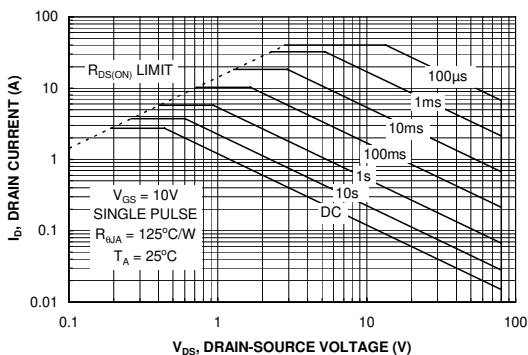 100
10
1
0.1
0.01
I_D, DRAIN CURRENT (A)
R_DS(ON) LIMIT
100µs
1ms
10ms
100ms
1s
10s
DC
V_GS = 10V
SINGLE PULSE
R_θJA = 125°C/W
T_A = 25°C
0.1 1 10 100
V_DS, DRAIN-SOURCE VOLTAGE (V)